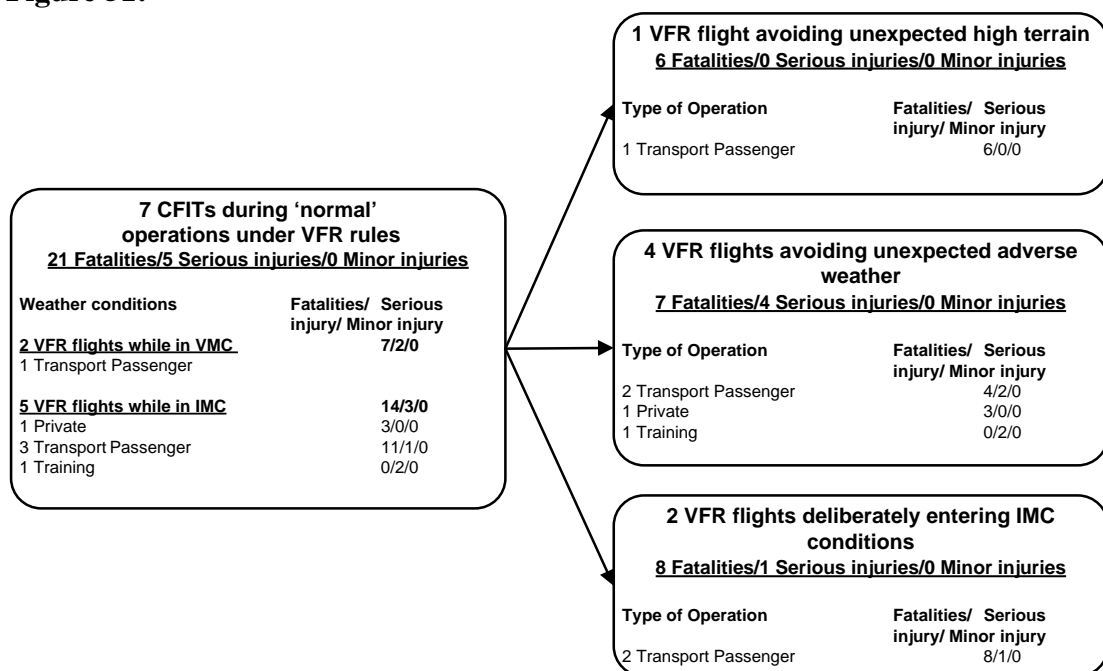 7 CFITs during ‘normal’
operations under VFR rules
21 Fatalities/5 Serious injuries/0 Minor injuries
Weather conditions Fatalities/ Serious
injury/ Minor injury
2 VFR flights while in VMC 7/2/0
1 Transport Passenger
5 VFR flights while in IMC 14/3/0
1 Private 3/0/0
3 Transport Passenger 11/1/0
1 Training 0/2/0
1 VFR flight avoiding unexpected high terrain
6 Fatalities/0 Serious injuries/0 Minor injuries
Type of Operation Fatalities/ Serious
injury/ Minor injury
1 Transport Passenger 6/0/0
4 VFR flights avoiding unexpected adverse
weather
7 Fatalities/4 Serious injuries/0 Minor injuries
Type of Operation Fatalities/ Serious
injury/ Minor injury
2 Transport Passenger 4/2/0
1 Private 3/0/0
1 Training 0/2/0
2 VFR flights deliberately entering IMC
conditions
8 Fatalities/1 Serious injuries/0 Minor injuries
Type of Operation Fatalities/ Serious
injury/ Minor injury
2 Transport Passenger 8/1/0